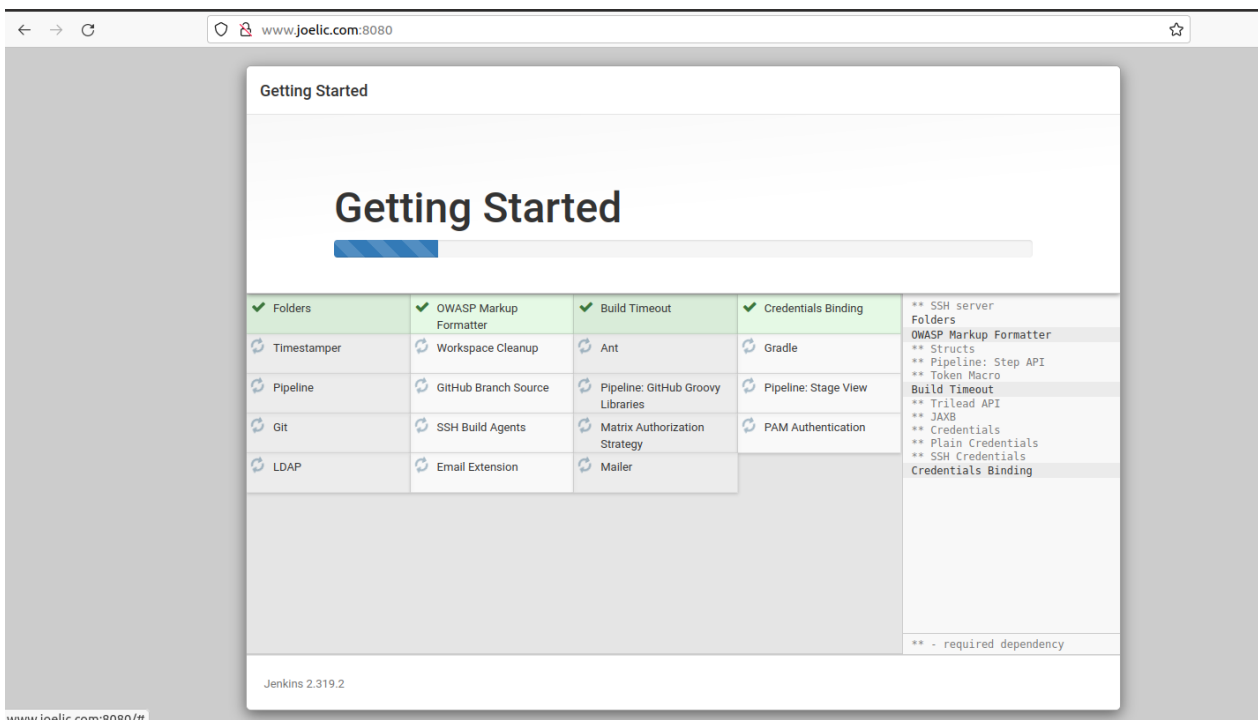 www.joelic.com:8080
Getting Started
Getting Started
Folders
OWASP Markup
Formatter
Build Timeout
Credentials Binding
Timestamper
Workspace Cleanup
Ant
Gradle
Pipeline
GitHub Branch Source
Pipeline: GitHub Groovy
Libraries
Pipeline: Stage View
Git
SSH Build Agents
Matrix Authorization
Strategy
PAM Authentication
LDAP
Email Extension
Mailer
** SSH server
Folders
OWASP Markup Formatter
** Structs
** Pipeline: Step API
** Token Macro
Build Timeout
** Trilead API
** JAXB
** Credentials
** Plain Credentials
** SSH Credentials
Credentials Binding
** - required dependency
Jenkins 2.319.2
www.joelic.com:8080/#